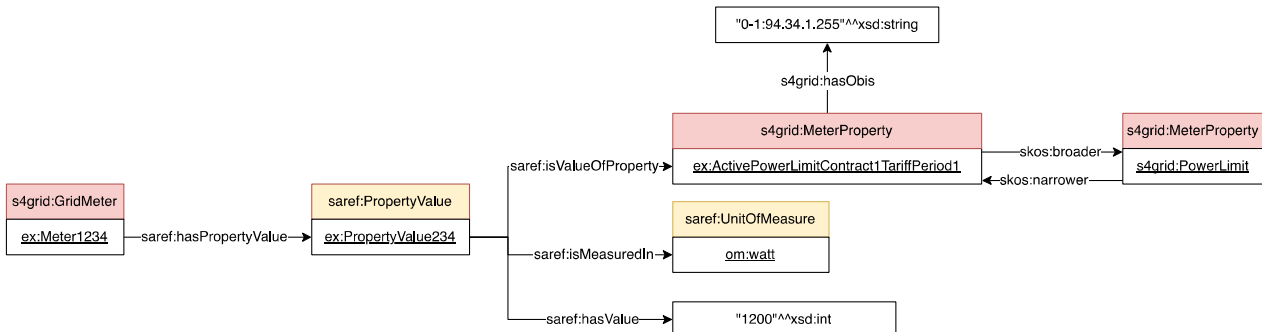 "0-1:94.34.1.255"^^xsd:string
s4grid:hasObis
s4grid:MeterProperty
s4grid:MeterProperty
saref:isValueOfProperty
ex:ActivePowerLimitContract1TariffPeriod1
skos:broader
s4grid:PowerLimit
skos:narrower
s4grid:GridMeter
saref:PropertyValue
saref:UnitOfMeasure
ex:Meter1234
saref:hasPropertyValue
ex:PropertyValue234
saref:isMeasuredIn
om:watt
saref:hasValue
"1200"^^xsd:int